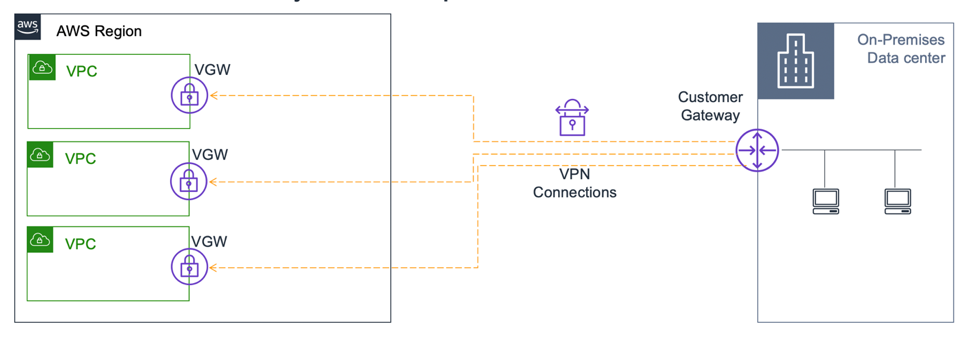 aws
AWS Region
VPC
VGW
VPC
VGW
VPC
VGW
VPN
Connections
Customer
Gateway
On-Premises
Data center